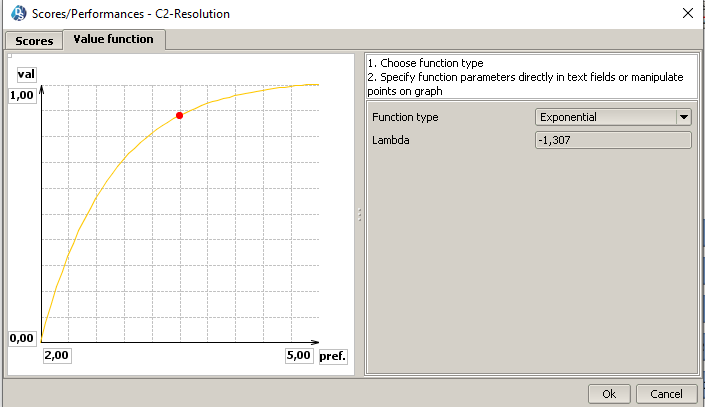 Scores/Performances - C2-Resolution
Scores
Value function
val
1,00
0,00
2,00
5,00
pref.
1. Choose function type
2. Specify function parameters directly in text fields or manipulate
points on graph
Function type
Exponential
Lambda
-1,307
Ok
Cancel